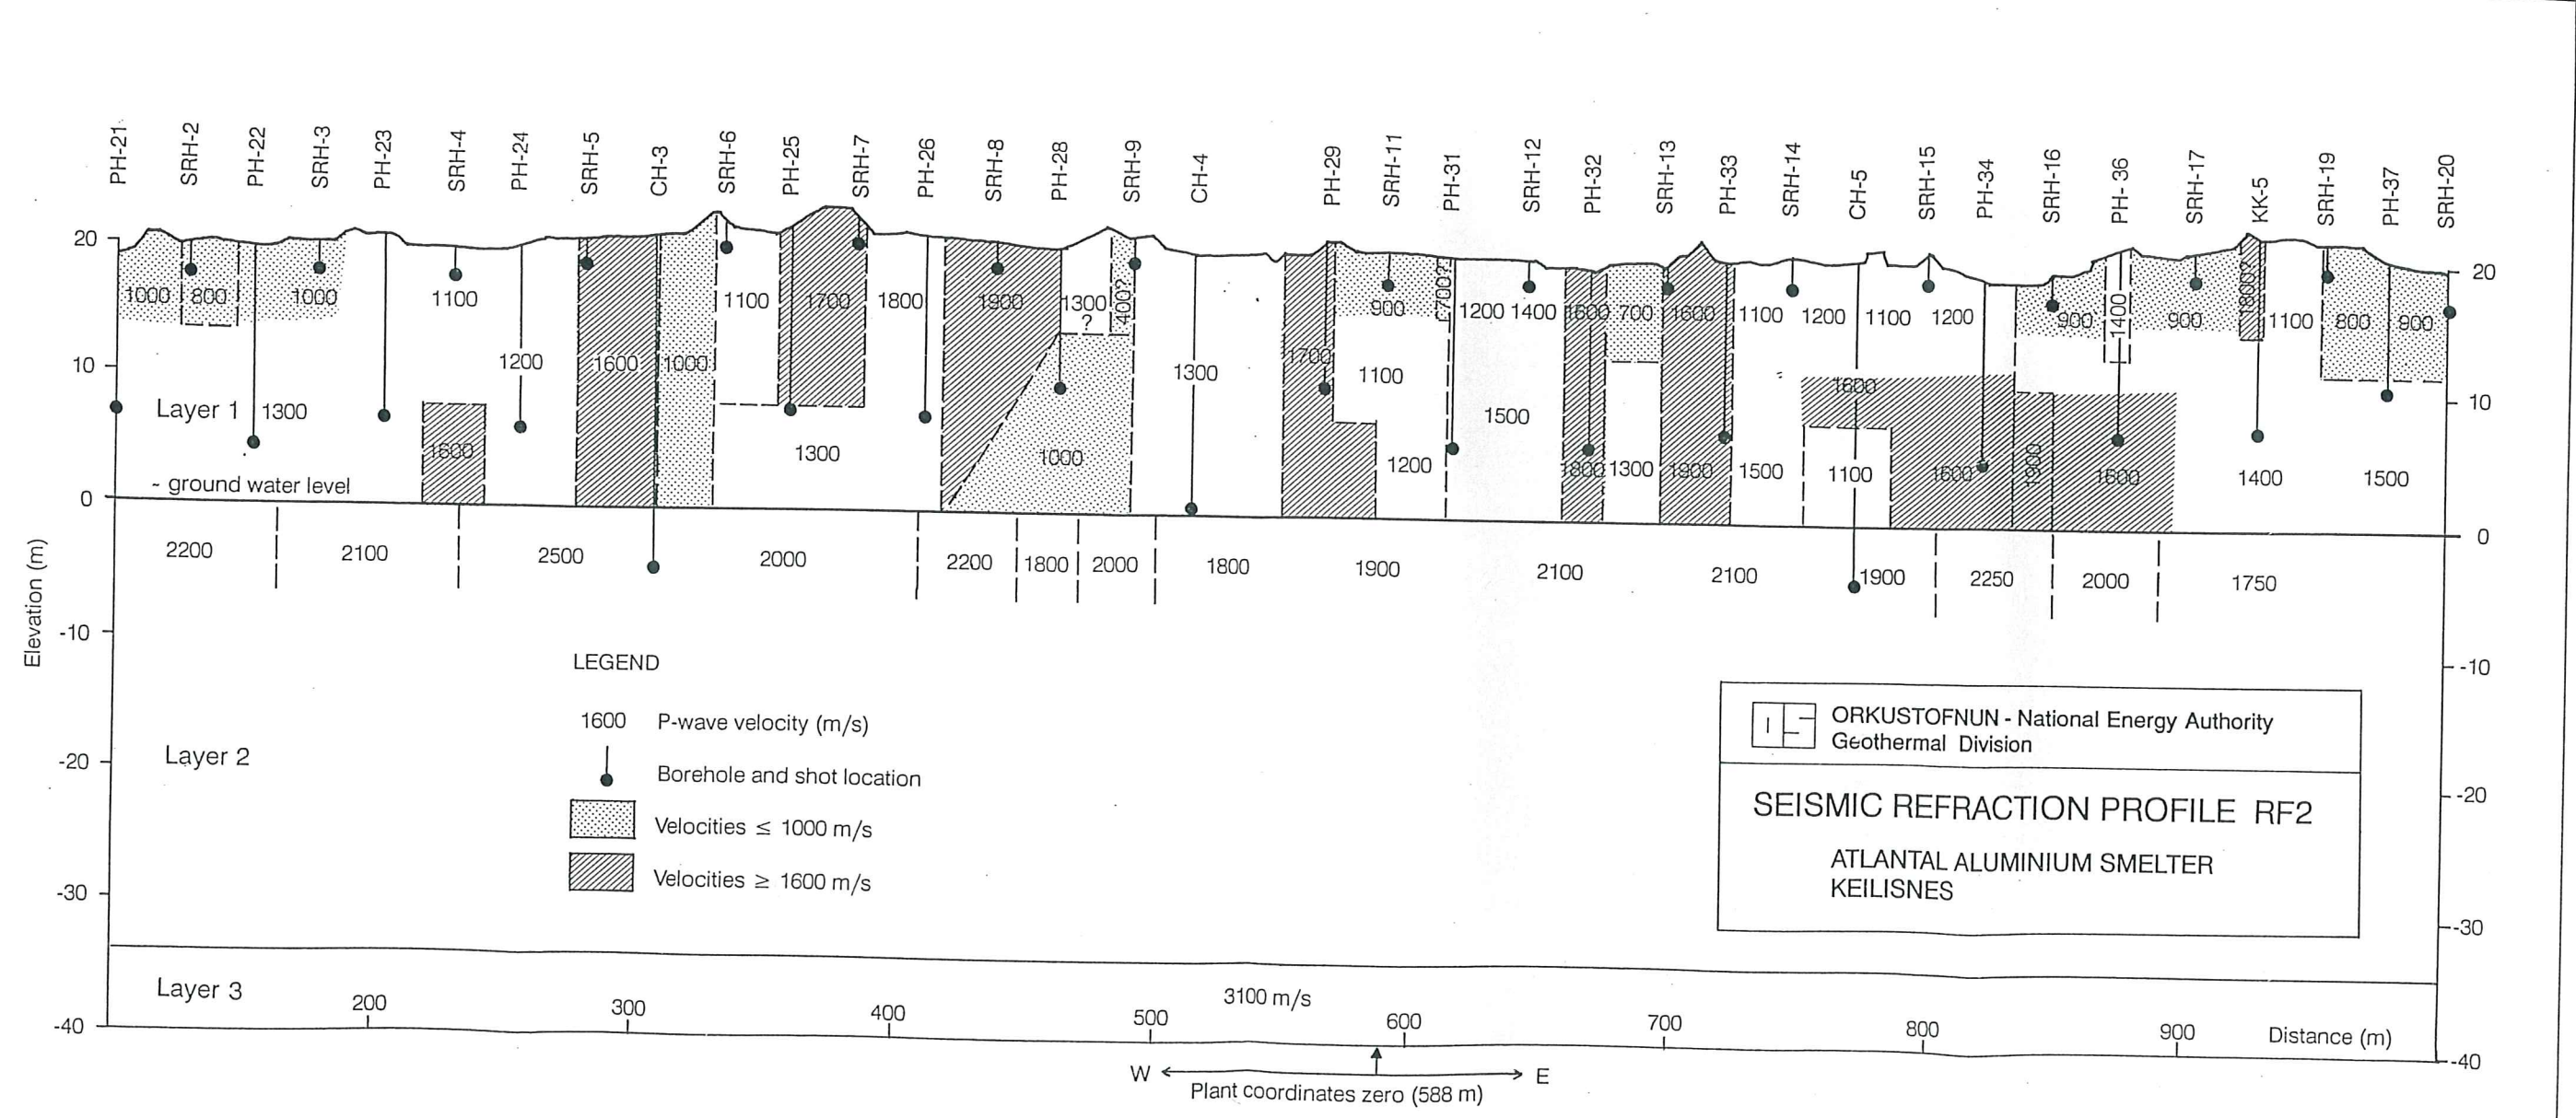 PH-21
SRH-2
PH-22
SRH-3
PH-23
SRH-4
PH-24
SRH-5
CH-3
SRH-6
PH-25
SRH-7
PH-26
SRH-8
PH-28
SRH-9
CH-4
PH-29
SRH-11
PH-31
SRH-12
PH-32
SRH-13
PH-33
SRH-14
CH-5
SRH-15
PH-34
SRH-16
PH- 36
SRH-17
KK-5
SRH-19
PH-37
SRH-20
20
10
0
-10
-20
-30
-40
Elevation (m)
20
10
0
-10
-20
-30
-40
1000 800 1000 1100 1100 1700 1800 1900 1300 400? 900 700? 1200 1400 1600 700 1600 1100 1200 1100 1200 900 1400 900 1800? 1100 800 900
?
1200 1600 1000 1300 1700 1100 1600
Layer 1 1300 1500
1600 1300 1000 1200 1800 1300 1900 1500 1100 1600 1900 1600 1400 1500
~ ground water level
2200 2100 2500 2000 2200 1800 2000 1800 1900 2100 2100 1900 2250 2000 1750
Layer 2
LEGEND
1600 P-wave velocity (m/s)
Borehole and shot location
Velocities ≤ 1000 m/s
Velocities ≥ 1600 m/s
ORKUSTOFNUN - National Energy Authority
Geothermal Division
SEISMIC REFRACTION PROFILE RF2
ATLANTAL ALUMINIUM SMELTER
KEILISNES
Layer 3
3100 m/s
200 300 400 500 600 700 800 900 Distance (m)
W E
Plant coordinates zero (588 m)